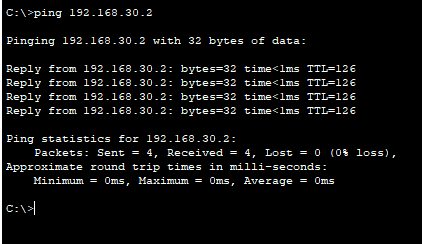 C:\>ping 192.168.30.2
Pinging 192.168.30.2 with 32 bytes of data:
Reply from 192.168.30.2: bytes=32 time<1ms TTL=126
Reply from 192.168.30.2: bytes=32 time<1ms TTL=126
Reply from 192.168.30.2: bytes=32 time<1ms TTL=126
Reply from 192.168.30.2: bytes=32 time<1ms TTL=126
Ping statistics for 192.168.30.2:
    Packets: Sent = 4, Received = 4, Lost = 0 (0% loss),
Approximate round trip times in milli-seconds:
    Minimum = 0ms, Maximum = 0ms, Average = 0ms
C:\>